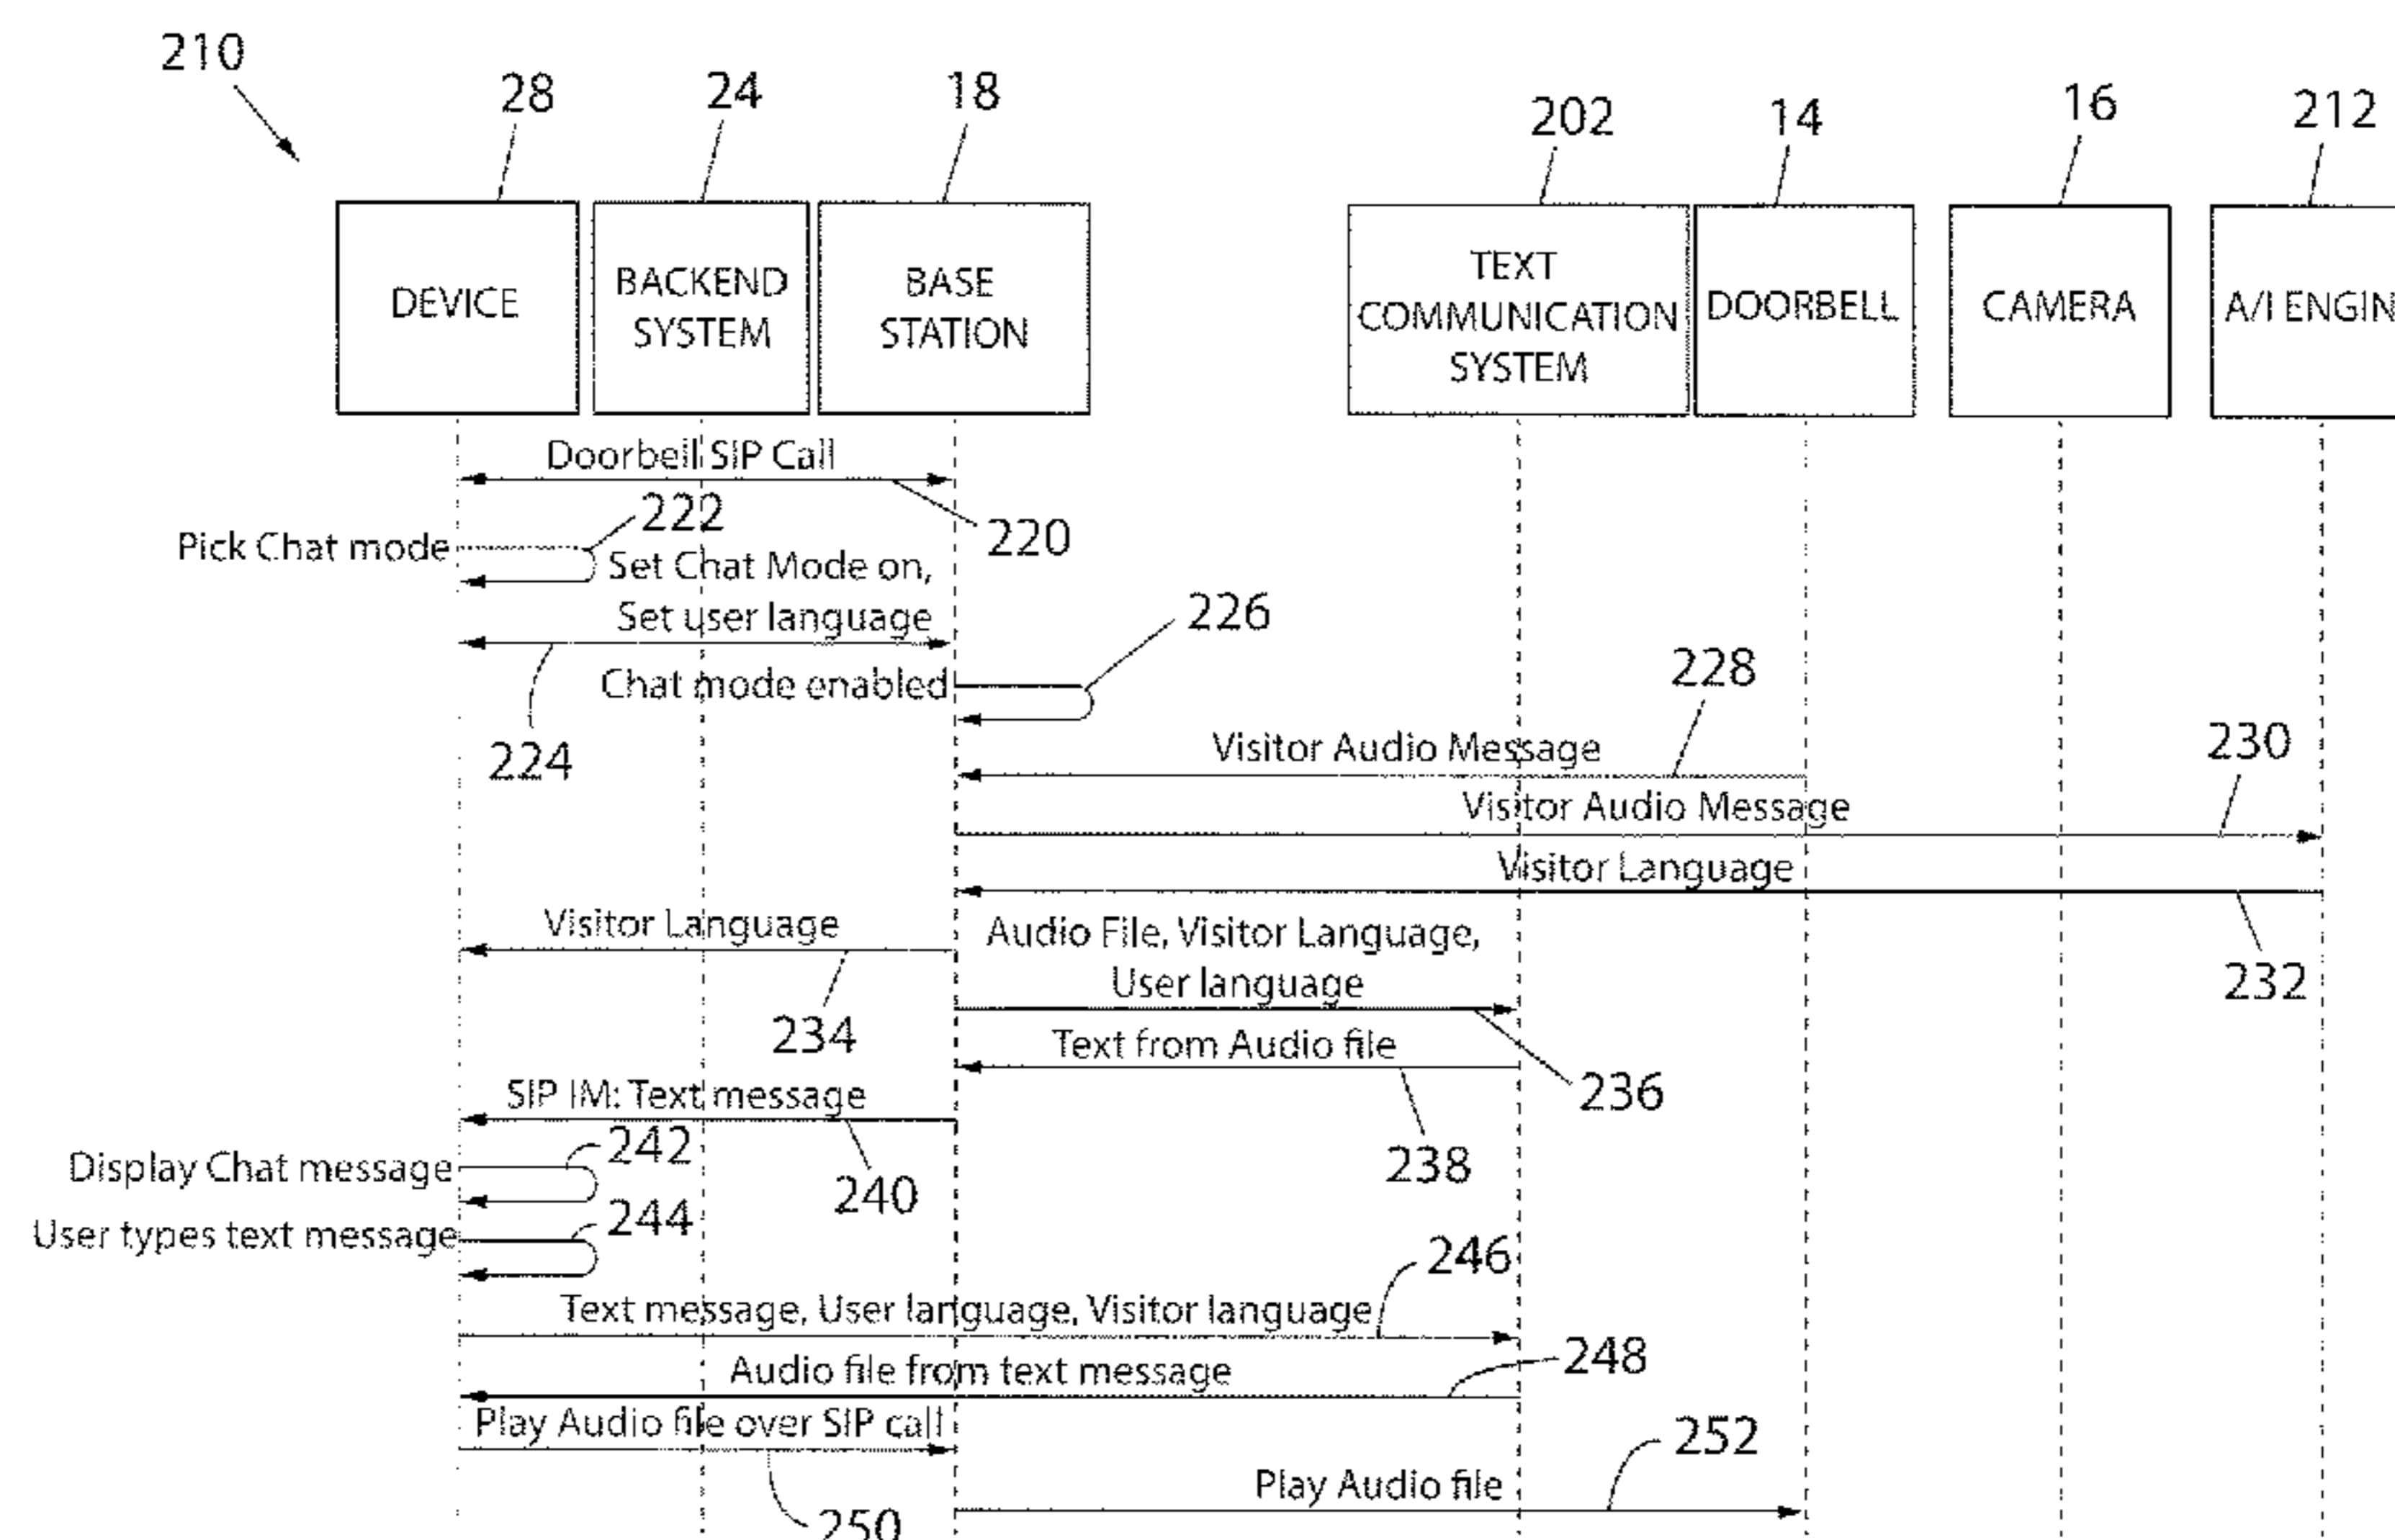 210
28
24
18
202
14
16
212
DEVICE
BACKEND
SYSTEM
BASE
STATION
TEXT
COMMUNICATION
SYSTEM
DOORBELL
CAMERA
A/I ENGIN
Doorbell SIP Call
220
Pick Chat mode
222
Set Chat Mode on,
Set user language
224
Chat mode enabled
226
Visitor Audio Message
228
Visitor Audio Message
230
Visitor Language
232
Visitor Language
234
Audio File, Visitor Language,
User language
236
Text from Audio file
238
SIP IM: Text message
240
Display Chat message
242
User types text message
244
Text message, User language, Visitor language
246
Audio file from text message
248
Play Audio file over SIP call
250
Play Audio file
252